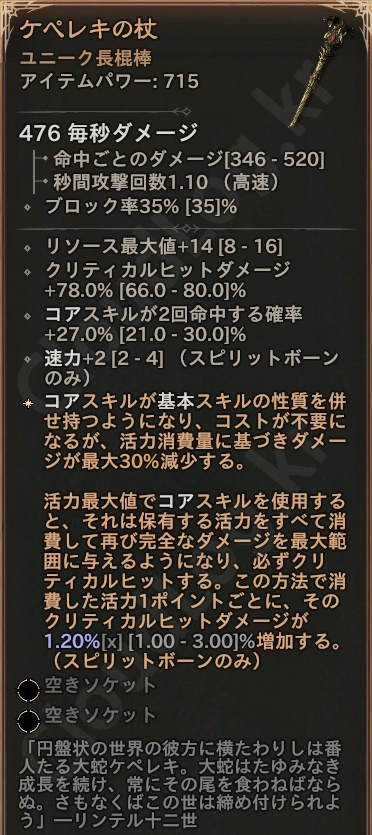 ケペレキの杖
ユニーク長棍棒
アイテムパワー: 715
476 毎秒ダメージ
命中ごとのダメージ[346 - 520]
秒間攻撃回数1.10 （高速）
ブロック率35% [35]%
リソース最大値+14 [8 - 16]
クリティカルヒットダメージ
+78.0% [66.0 - 80.0]%
コアスキルが2回命中する確率
+27.0% [21.0 - 30.0]%
速力+2 [2 - 4] （スピリットボーン
のみ）
コアスキルが基本スキルの性質を併
せ持つようになり、コストが不要に
なるが、活力消費量に基づきダメー
ジが最大30%減少する。
活力最大値でコアスキルを使用する
と、それは保有する活力をすべて消
費して再び完全なダメージを最大範
囲に与えるようになり、必ずクリ
ティカルヒットする。この方法で消
費した活力1ポイントごとに、その
クリティカルヒットダメージが
1.20%[x] [1.00 - 3.00]%増加する。
（スピリットボーンのみ）
空きソケット
空きソケット
「円盤状の世界の彼方に横たわりしは番
人たる大蛇ケペレキ。大蛇はたゆみなき
成長を続け、常にその尾を食わねばなら
ぬ。さもなくばこの世は締め付けられよ
う」―リンテル十二世